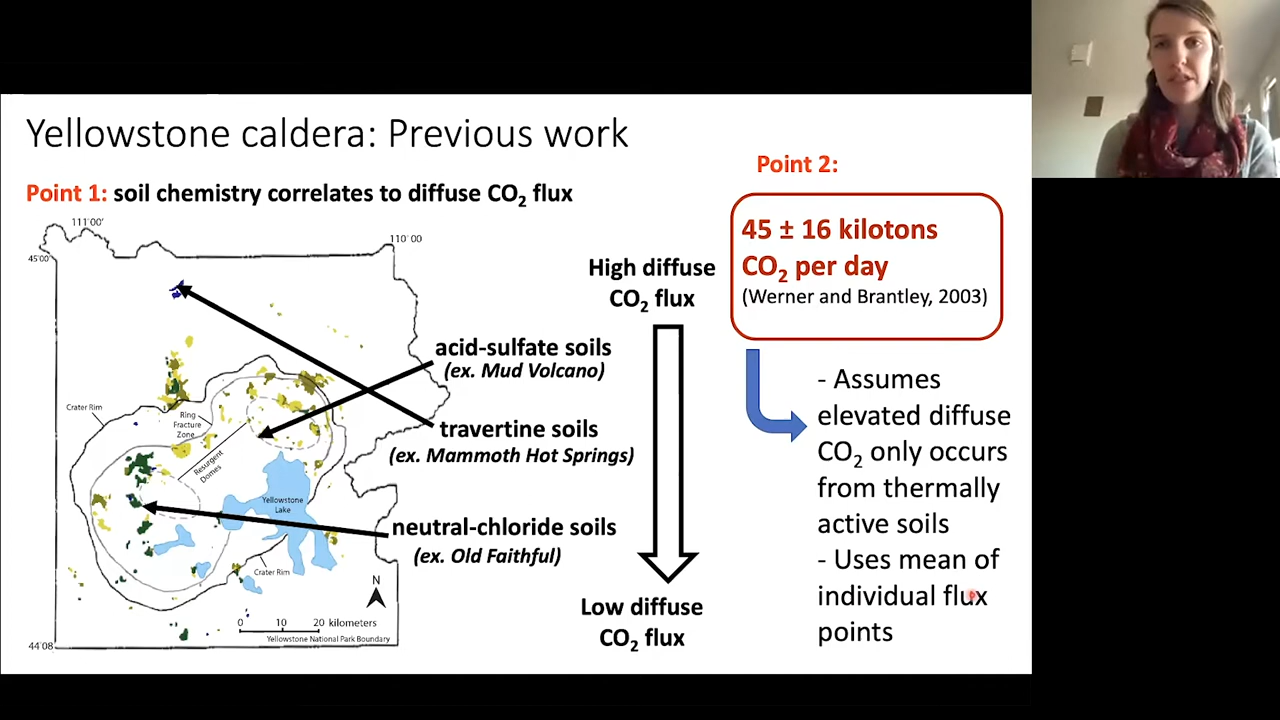 Yellowstone caldera: Previous work
Point 1: soil chemistry correlates to diffuse CO₂ flux
111°00'
110° 00
45°00'
44°08
Crater Rim
Ring
Fracture
Zone
Resurgent
Domes
Yellowstone
Lake
Crater Rim
N
0 10 20 kilometers
Yellowstone National Park Boundary
acid-sulfate soils
(ex. Mud Volcano)
travertine soils
(ex. Mammoth Hot Springs)
neutral-chloride soils
(ex. Old Faithful)
High diffuse
CO₂ flux
Low diffuse
CO₂ flux
Point 2:
45 ± 16 kilotons
CO₂ per day
(Werner and Brantley, 2003)
- Assumes
elevated diffuse
CO₂ only occurs
from thermally
active soils
- Uses mean of
individual flux
points